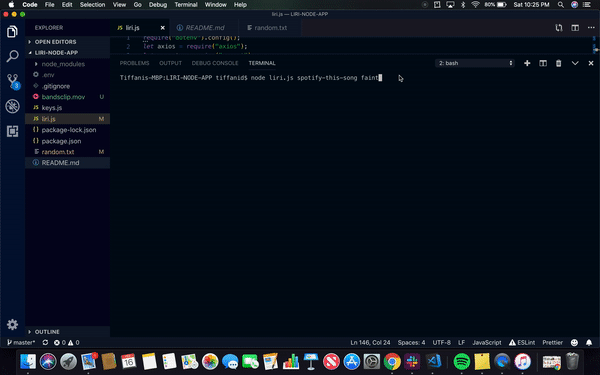 Code File Edit Selection View Go Debug Terminal Window Help 80% Sat 10:25 PM
liri.js — LIRI-NODE-APP
EXPLORER
liri.js
README.md
random.txt
OPEN EDITORS
1 require("dotenv").config();
LIRI-NODE-APP
2 let axios = require("axios");
node_modules
PROBLEMS OUTPUT DEBUG CONSOLE TERMINAL
2: bash
.env
Tiffanis-MBP:LIRI-NODE-APP tiffanid$ node liri.js spotify-this-song faint
.gitignore
bandsclip.mov U
3
keys.js
liri.js M
package-lock.json
package.json
random.txt M
README.md
OUTLINE
master* 0 0
Ln 146, Col 24 Spaces: 4 UTF-8 LF JavaScript ESLint Prettier
16